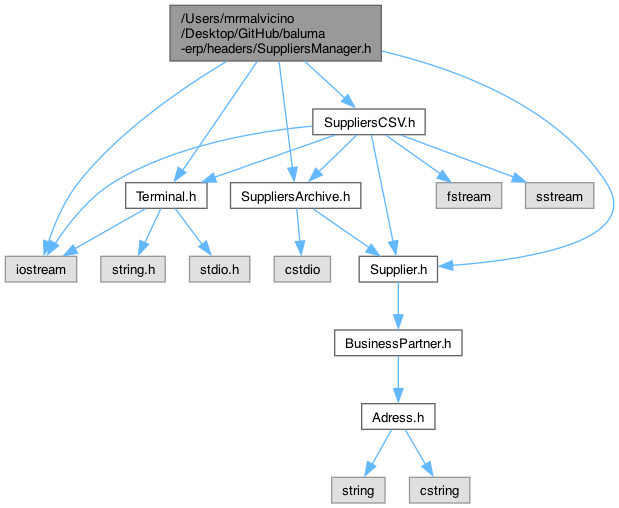 /Users/mrmalvicino
/Desktop/GitHub/baluma
-erp/headers/SuppliersManager.h
SuppliersCSV.h
Terminal.h
SuppliersArchive.h
fstream
sstream
iostream
string.h
stdio.h
cstdio
Supplier.h
BusinessPartner.h
Adress.h
string
cstring